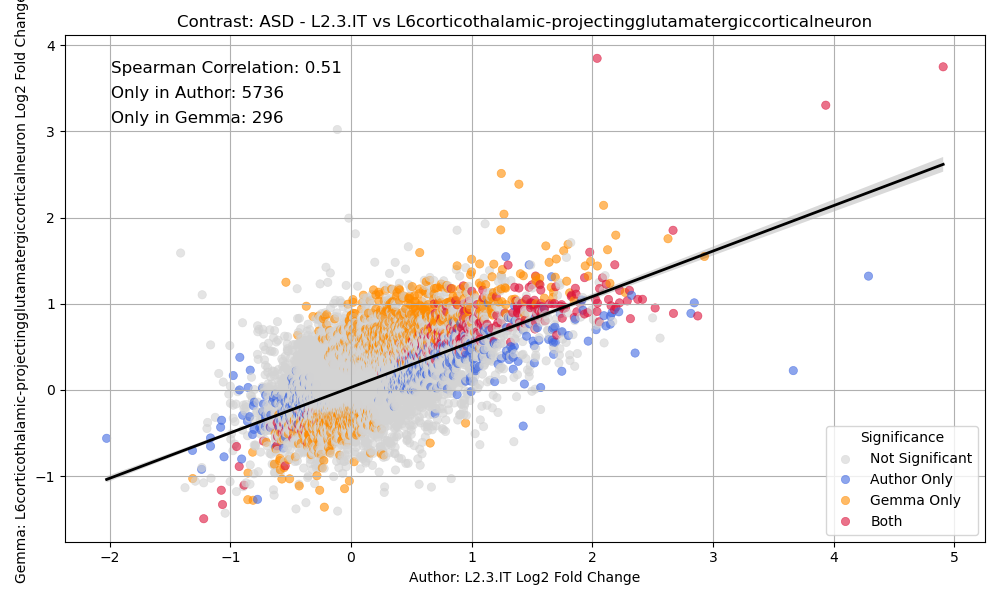 Contrast: ASD - L2.3.IT vs L6corticothalamic-projectingglutamatergiccorticalneuron
Gemma: L6corticothalamic-projectingglutamatergiccorticalneuron Log2 Fold Change
Spearman Correlation: 0.51
Only in Author: 5736
Only in Gemma: 296
4
3
2
1
0
−1
Significance
Not Significant
Author Only
Gemma Only
Both
−2 −1 0 1 2 3 4 5
Author: L2.3.IT Log2 Fold Change